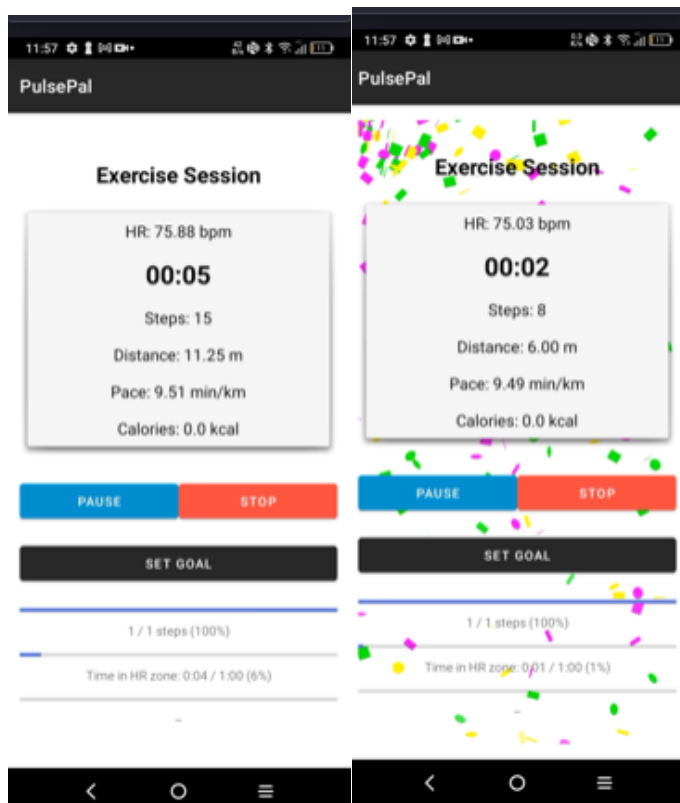 11:57
PulsePal
Exercise Session
HR: 75.88 bpm
00:05
Steps: 15
Distance: 11.25 m
Pace: 9.51 min/km
Calories: 0.0 kcal
PAUSE STOP
SET GOAL
1 / 1 steps (100%)
Time in HR zone: 0:04 / 1:00 (6%)
–
11:57
PulsePal
Exercise Session
HR: 75.03 bpm
00:02
Steps: 8
Distance: 6.00 m
Pace: 9.49 min/km
Calories: 0.0 kcal
PAUSE STOP
SET GOAL
1 / 1 steps (100%)
Time in HR zone: 0:01 / 1:00 (1%)
–